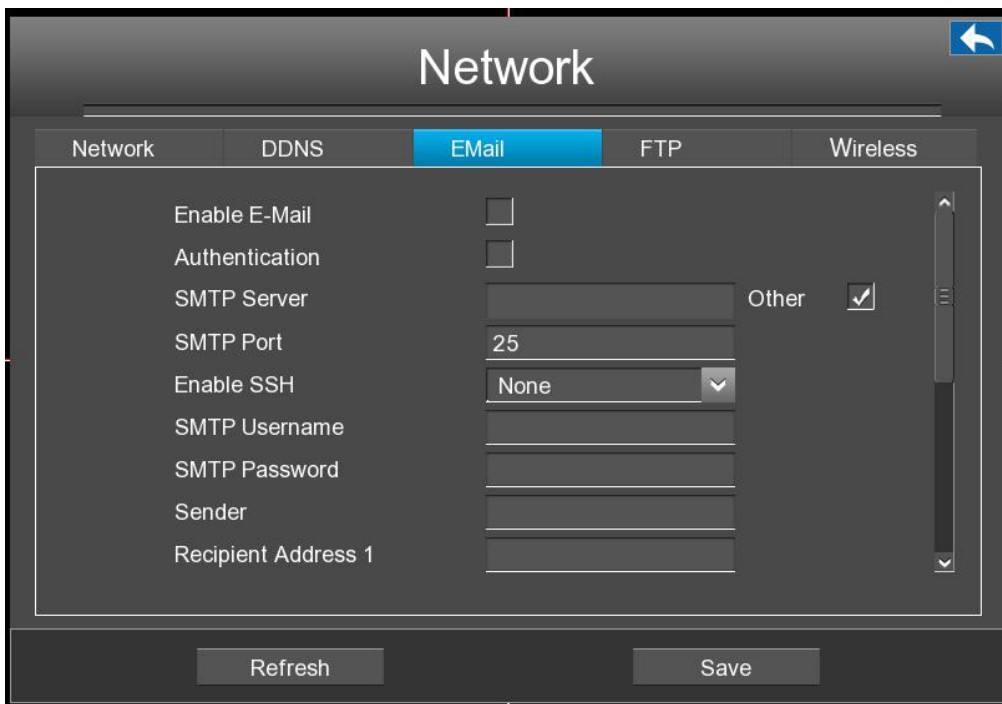 Network
Network DDNS EMail FTP Wireless
Enable E-Mail
Authentication
SMTP Server Other
SMTP Port 25
Enable SSH None
SMTP Username
SMTP Password
Sender
Recipient Address 1
Refresh Save